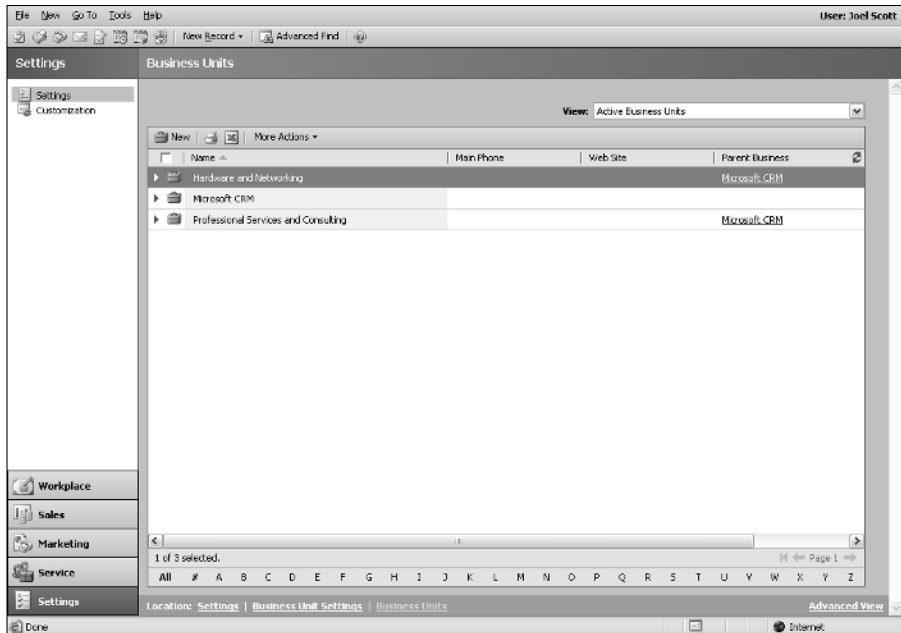 File New Go To Tools Help
User: Joel Scott
New Record Advanced Find
Settings
Business Units
Settings
Customization
View: Active Business Units
New More Actions
Name Main Phone Web Site Parent Business
Hardware and Networking Microsoft CRM
Microsoft CRM
Professional Services and Consulting Microsoft CRM
Workplace
Sales
Marketing
Service
Settings
1 of 3 selected.
Page 1
All # A B C D E F G H I J K L M N O P Q R S T U V W X Y Z
Location: Settings | Business Unit Settings | Business Units
Advanced View
Done
Internet